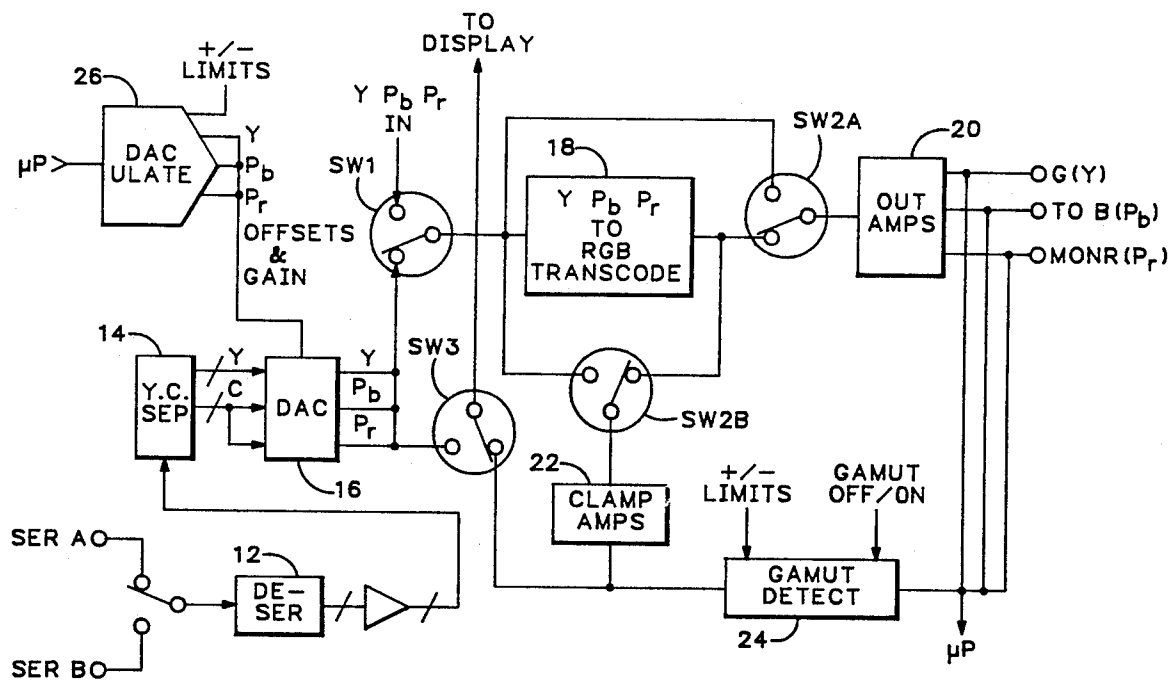 TO
DISPLAY
+/-
LIMITS
26
Y Pb Pr
IN
SW2A
20
18
Y
μP
DAC
ULATE
Pb
Pr
SW1
Y Pb Pr
TO
RGB
TRANSCODE
OUT
AMPS
G(Y)
TO B(Pb)
MONR(Pr)
OFFSETS
&
GAIN
14
Y
SW3
Y.C.
SEP
C
DAC
Y
Pb
Pr
SW2B
16
22
CLAMP
AMPS
+/-
LIMITS
GAMUT
OFF/ON
SER A
12
DE-
SER
GAMUT
DETECT
24
μP
SER B